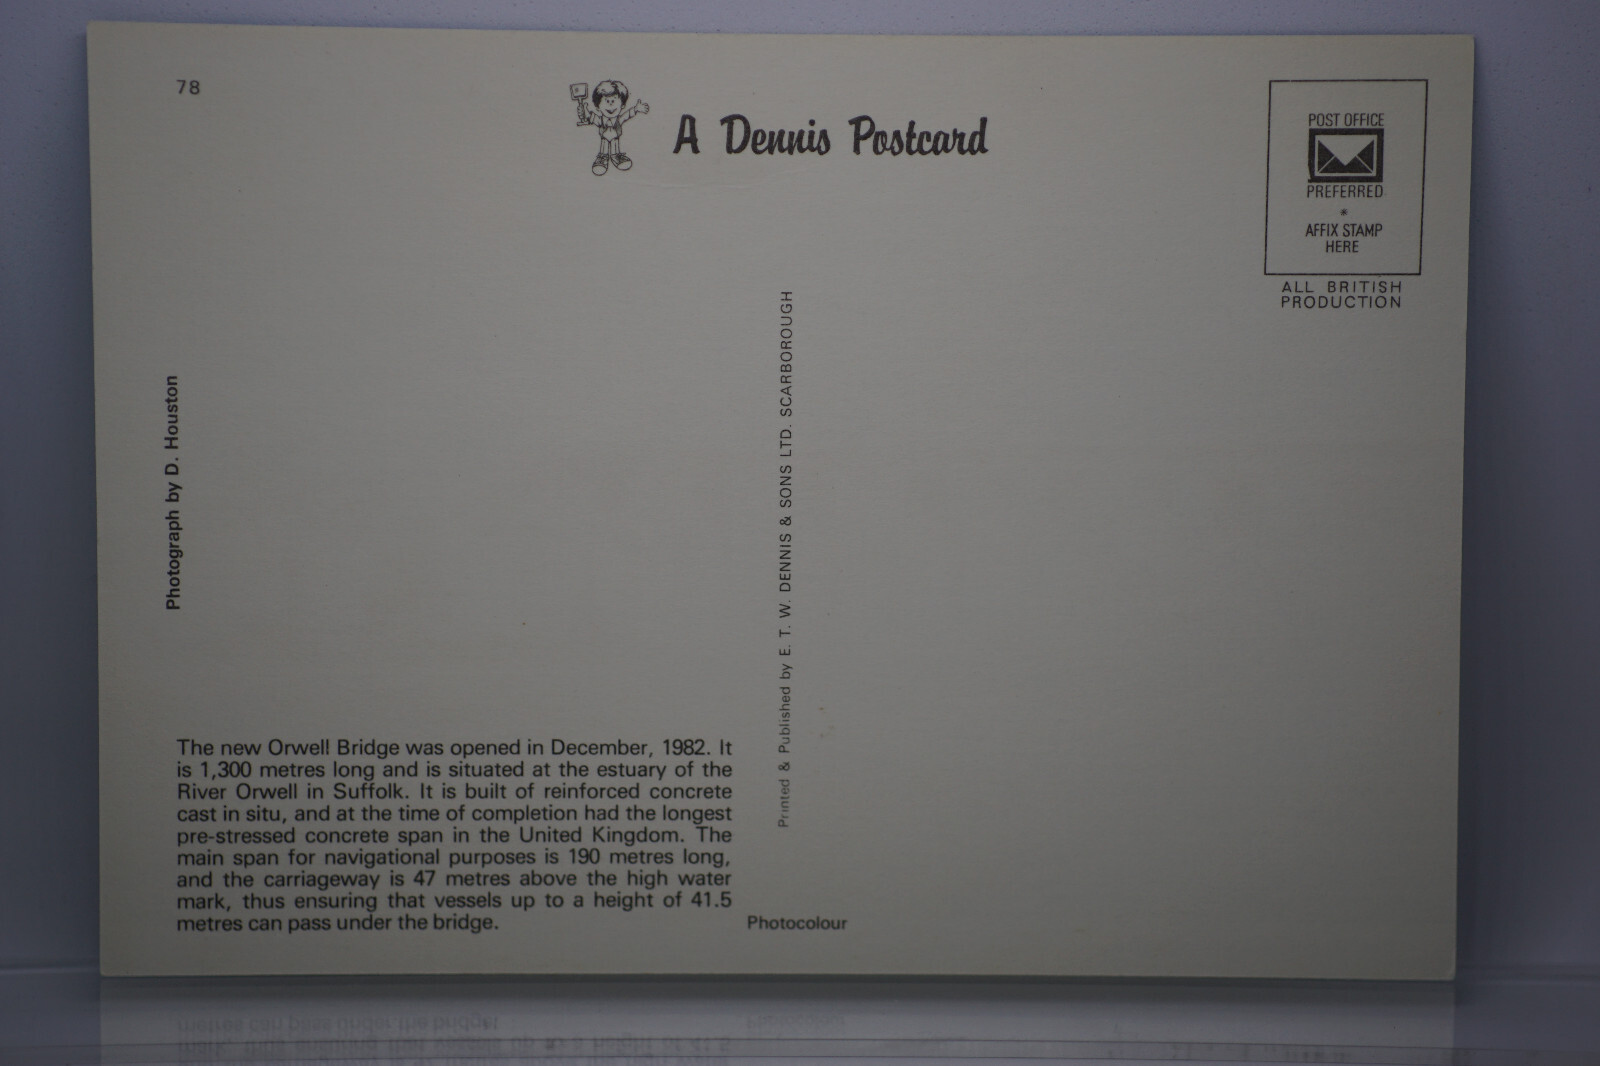 78
A Dennis Postcard
POST OFFICE
PREFERRED
AFFIX STAMP
HERE
ALL BRITISH
PRODUCTION
Photograph by D. Houston
Printed & Published by E. T. W. DENNIS & SONS LTD. SCARBOROUGH
The new Orwell Bridge was opened in December, 1982. It
is 1,300 metres long and is situated at the estuary of the
River Orwell in Suffolk. It is built of reinforced concrete
cast in situ, and at the time of completion had the longest
pre-stressed concrete span in the United Kingdom. The
main span for navigational purposes is 190 metres long,
and the carriageway is 47 metres above the high water
mark, thus ensuring that vessels up to a height of 41.5
metres can pass under the bridge.
Photocolour